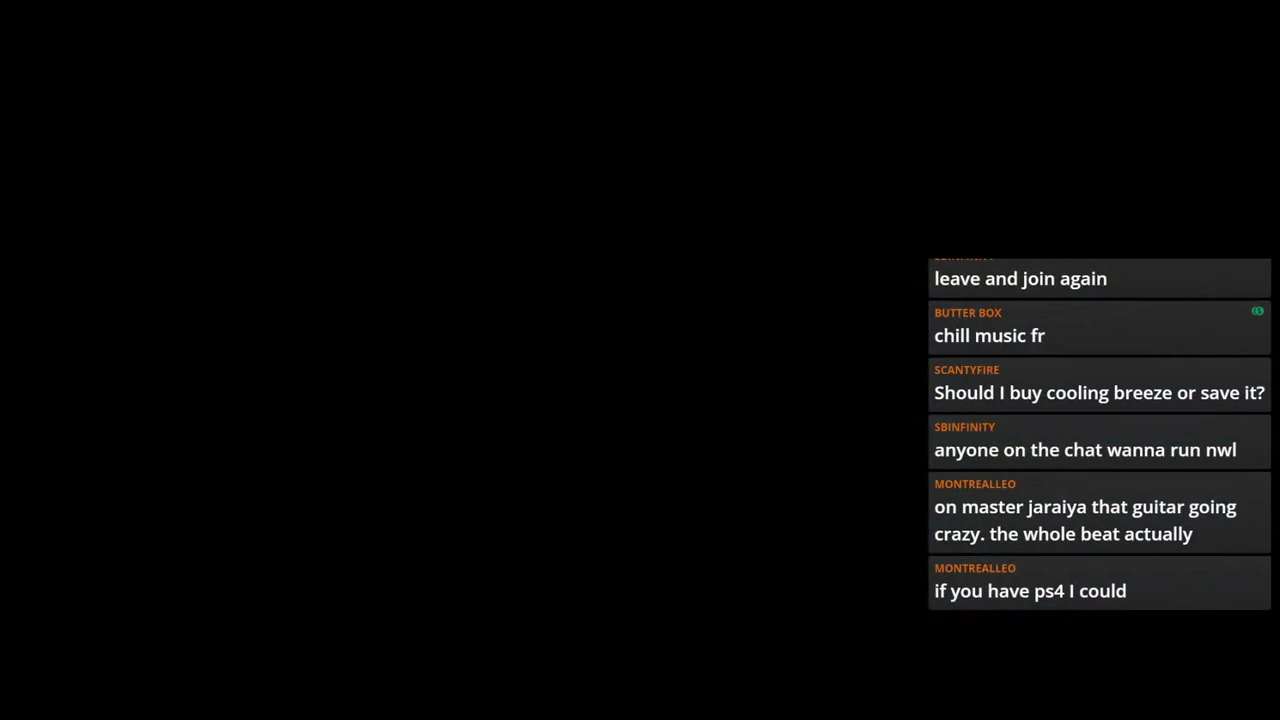 leave and join again
BUTTER BOX
chill music fr
SCANTYFIRE
Should I buy cooling breeze or save it?
SBINFINITY
anyone on the chat wanna run nwl
MONTREALLEO
on master jaraiya that guitar going
crazy. the whole beat actually
MONTREALLEO
if you have ps4 I could